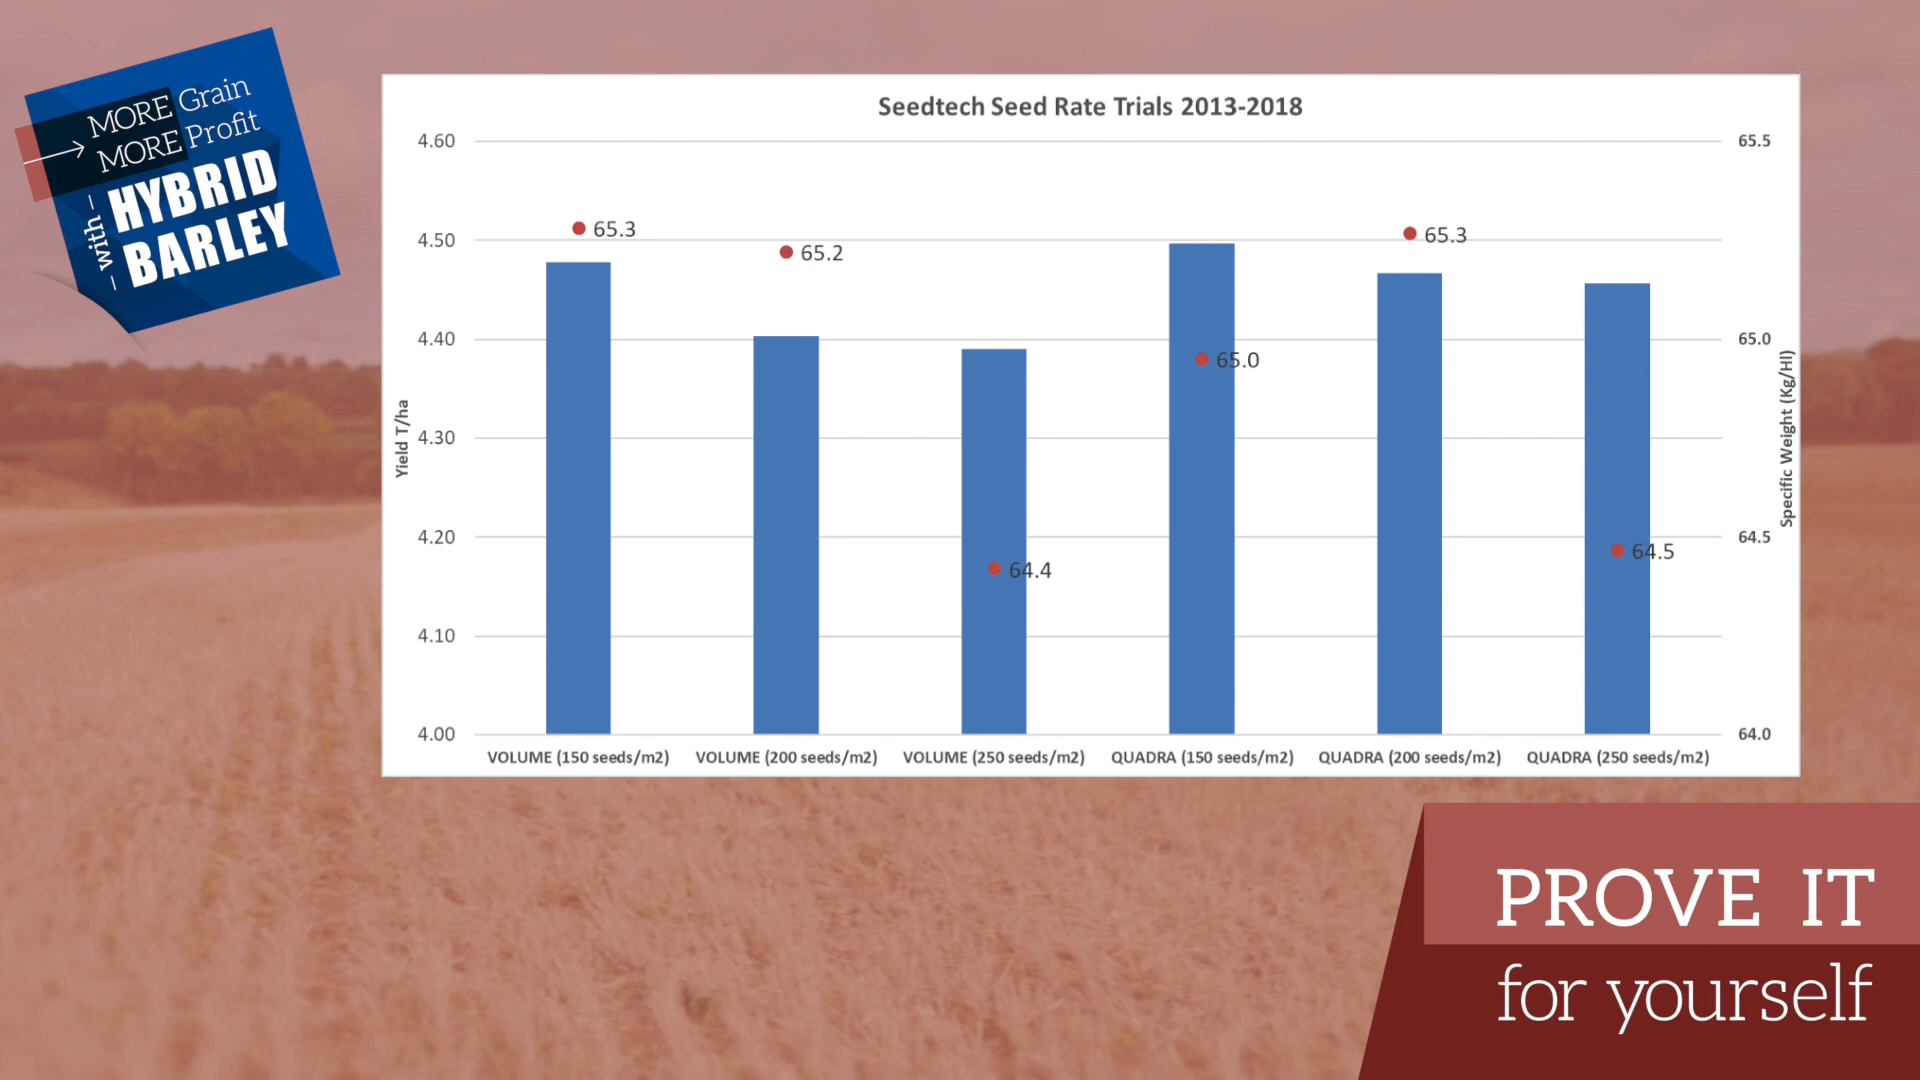 MORE Grain
MORE Profit
– with –
HYBRID
BARLEY
Seedtech Seed Rate Trials 2013-2018
4.60
4.50
4.40
4.30
4.20
4.10
4.00
Yield T/ha
65.3
65.2
64.4
65.0
65.3
64.5
65.5
65.0
64.5
64.0
Specific Weight (Kg/Hl)
VOLUME (150 seeds/m2)
VOLUME (200 seeds/m2)
VOLUME (250 seeds/m2)
QUADRA (150 seeds/m2)
QUADRA (200 seeds/m2)
QUADRA (250 seeds/m2)
PROVE IT
for yourself